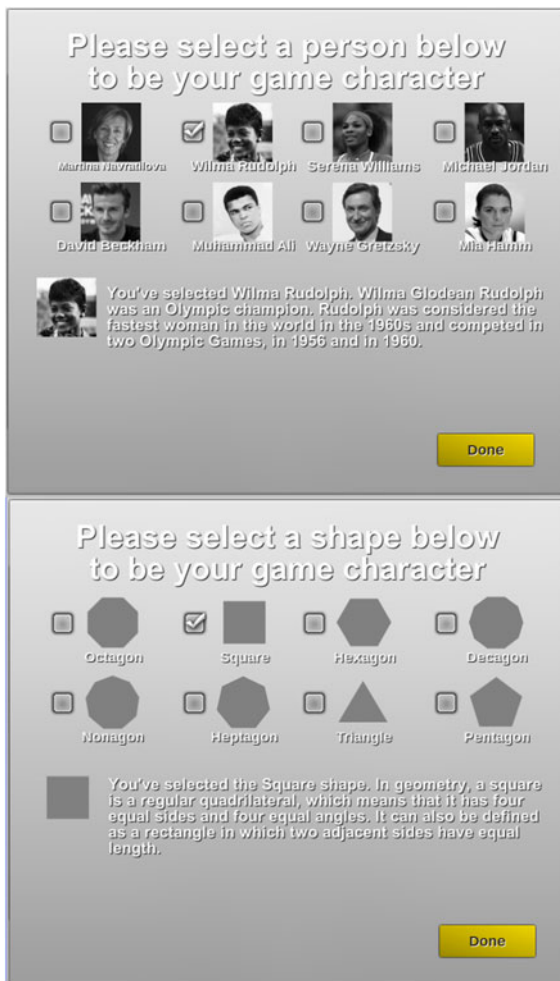 Please select a person below
to be your game character
Martina Navratilova Wilma Rudolph Serena Williams Michael Jordan
David Beckham Muhammad Ali Wayne Gretzsky Mia Hamm
You've selected Wilma Rudolph. Wilma Glodean Rudolph
was an Olympic champion. Rudolph was considered the
fastest woman in the world in the 1960s and competed in
two Olympic Games, in 1956 and in 1960.
Done
Please select a shape below
to be your game character
Octagon Square Hexagon Decagon
Nonagon Heptagon Triangle Pentagon
You've selected the Square shape. In geometry, a square
is a regular quadrilateral, which means that it has four
equal sides and four equal angles. It can also be defined
as a rectangle in which two adjacent sides have equal
length.
Done